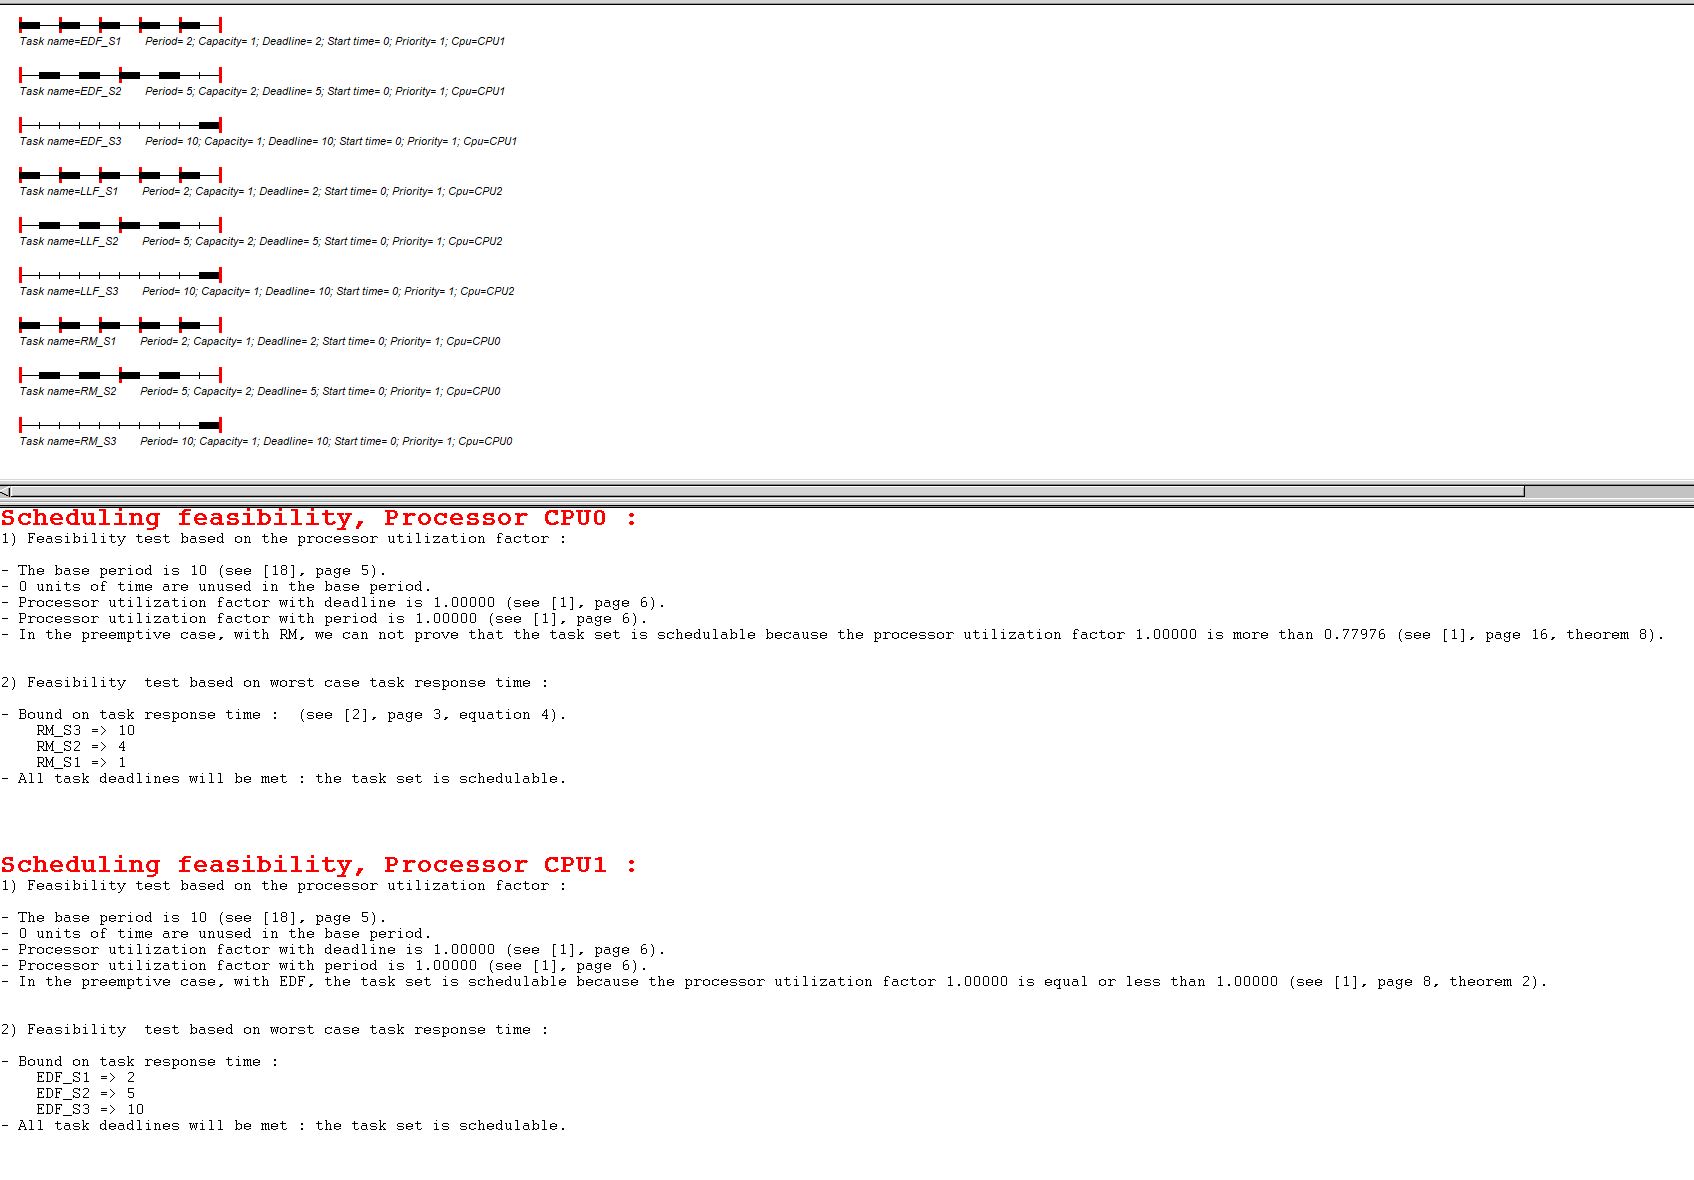 Task name=EDF_S1 Period= 2; Capacity= 1; Deadline= 2; Start time= 0; Priority= 1; Cpu=CPU1
Task name=EDF_S2 Period= 5; Capacity= 2; Deadline= 5; Start time= 0; Priority= 1; Cpu=CPU1
Task name=EDF_S3 Period= 10; Capacity= 1; Deadline= 10; Start time= 0; Priority= 1; Cpu=CPU1
Task name=LLF_S1 Period= 2; Capacity= 1; Deadline= 2; Start time= 0; Priority= 1; Cpu=CPU2
Task name=LLF_S2 Period= 5; Capacity= 2; Deadline= 5; Start time= 0; Priority= 1; Cpu=CPU2
Task name=LLF_S3 Period= 10; Capacity= 1; Deadline= 10; Start time= 0; Priority= 1; Cpu=CPU2
Task name=RM_S1 Period= 2; Capacity= 1; Deadline= 2; Start time= 0; Priority= 1; Cpu=CPU0
Task name=RM_S2 Period= 5; Capacity= 2; Deadline= 5; Start time= 0; Priority= 1; Cpu=CPU0
Task name=RM_S3 Period= 10; Capacity= 1; Deadline= 10; Start time= 0; Priority= 1; Cpu=CPU0
Scheduling feasibility, Processor CPU0 :
1) Feasibility test based on the processor utilization factor :
- The base period is 10 (see [18], page 5).
- 0 units of time are unused in the base period.
- Processor utilization factor with deadline is 1.00000 (see [1], page 6).
- Processor utilization factor with period is 1.00000 (see [1], page 6).
- In the preemptive case, with RM, we can not prove that the task set is schedulable because the processor utilization factor 1.00000 is more than 0.77976 (see [1], page 16, theorem 8).
2) Feasibility test based on worst case task response time :
- Bound on task response time : (see [2], page 3, equation 4).
RM_S3 => 10
RM_S2 => 4
RM_S1 => 1
- All task deadlines will be met : the task set is schedulable.
Scheduling feasibility, Processor CPU1 :
1) Feasibility test based on the processor utilization factor :
- The base period is 10 (see [18], page 5).
- 0 units of time are unused in the base period.
- Processor utilization factor with deadline is 1.00000 (see [1], page 6).
- Processor utilization factor with period is 1.00000 (see [1], page 6).
- In the preemptive case, with EDF, the task set is schedulable because the processor utilization factor 1.00000 is equal or less than 1.00000 (see [1], page 8, theorem 2).
2) Feasibility test based on worst case task response time :
- Bound on task response time :
EDF_S1 => 2
EDF_S2 => 5
EDF_S3 => 10
- All task deadlines will be met : the task set is schedulable.